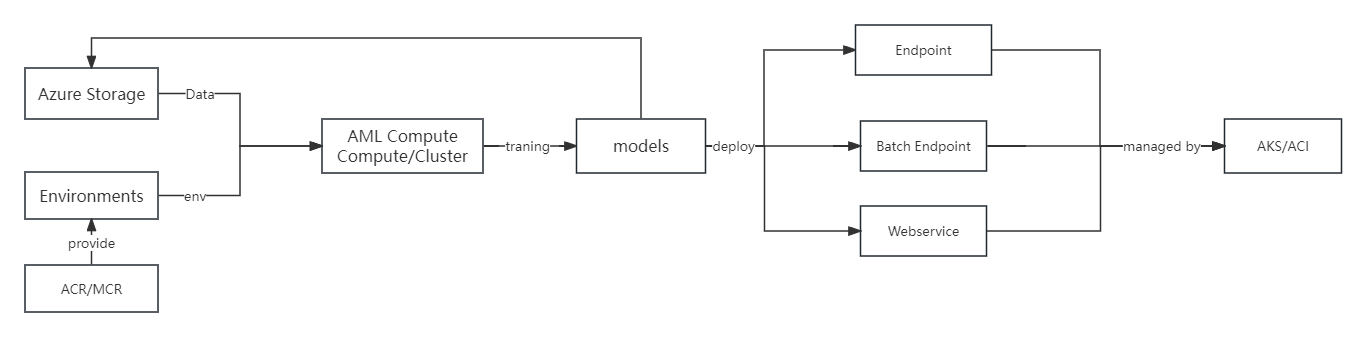 Azure Storage
Data
Environments
env
provide
ACR/MCR
AML Compute
Compute/Cluster
traning
models
deploy
Endpoint
Batch Endpoint
Webservice
managed by
AKS/ACI